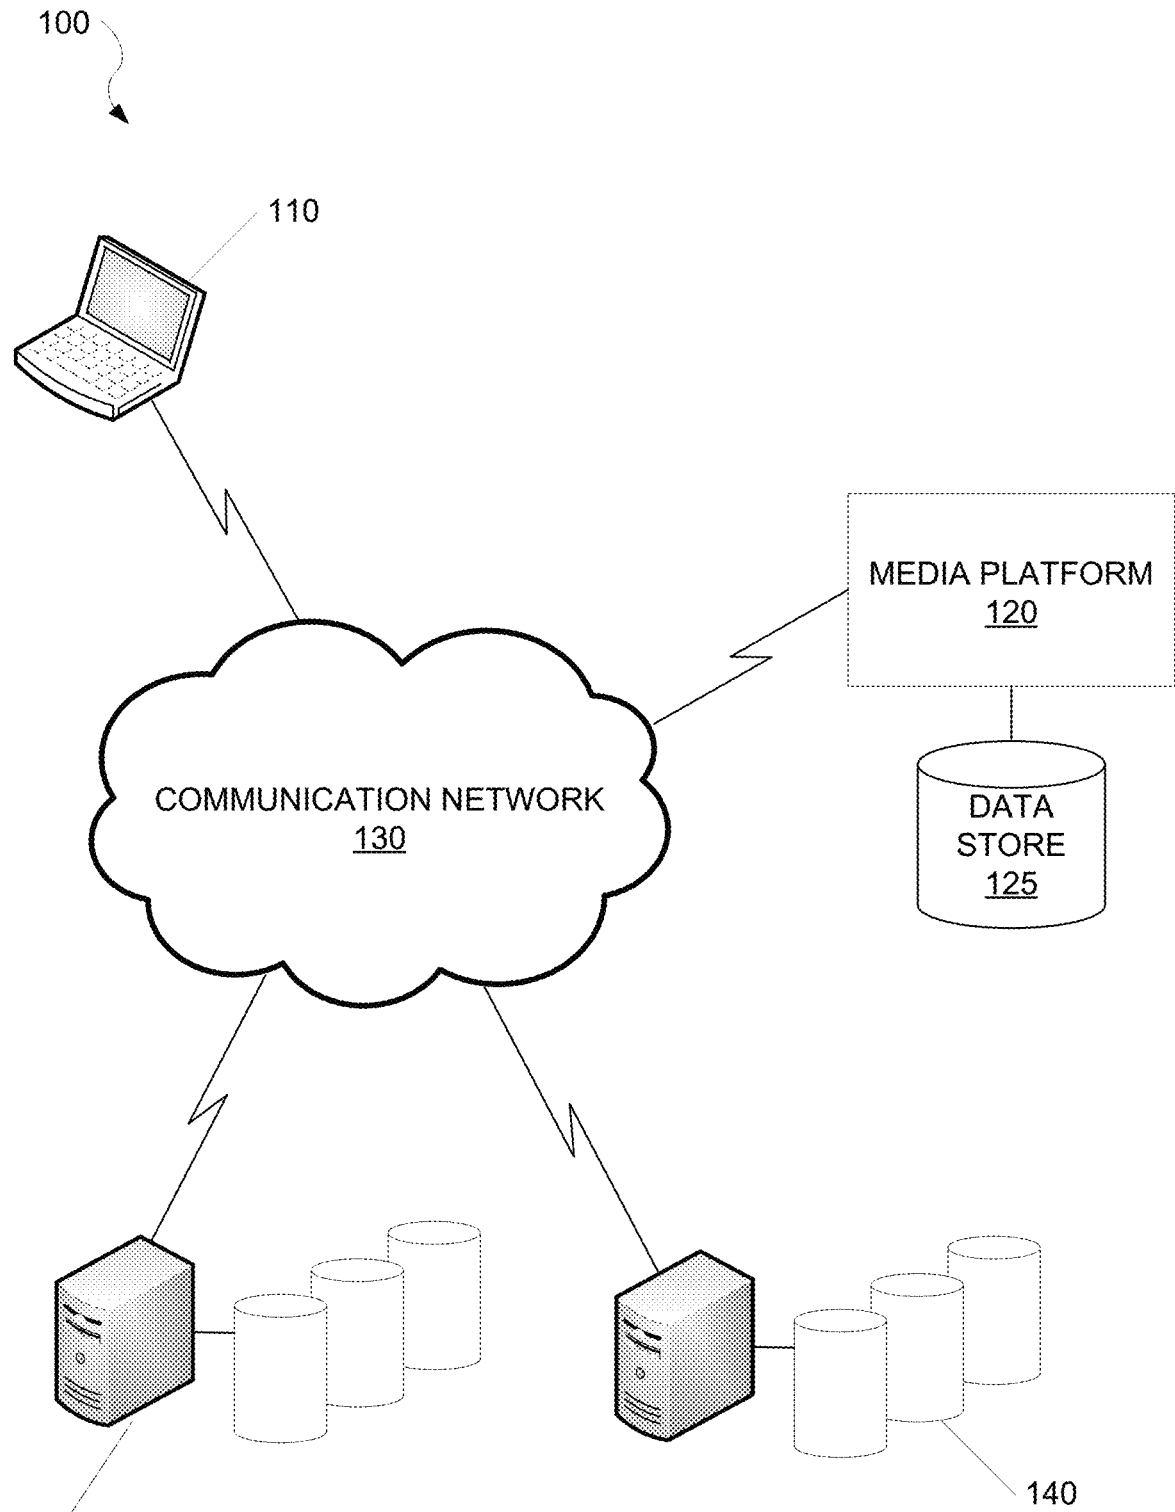 100
110
MEDIA PLATFORM
120
COMMUNICATION NETWORK
130
DATA
STORE
125
140